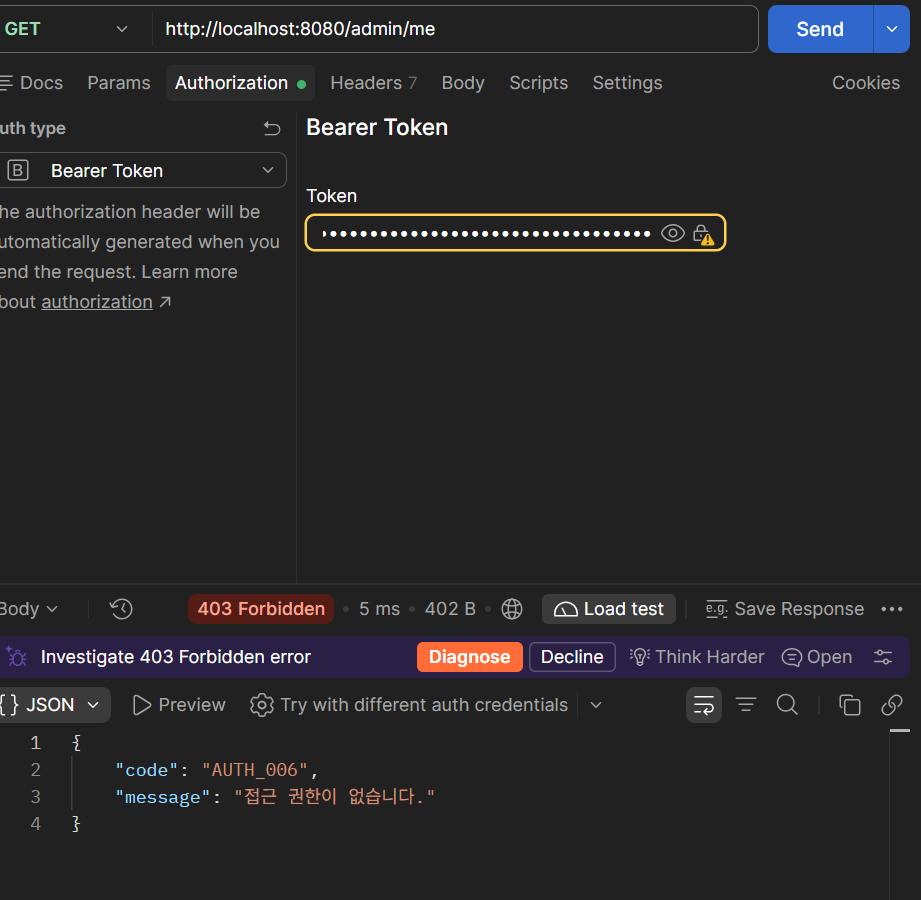 GET http://localhost:8080/admin/me Send
Docs Params Authorization Headers 7 Body Scripts Settings Cookies
uth type
B Bearer Token
he authorization header will be
utomatically generated when you
end the request. Learn more
bout authorization ↗
Bearer Token
Token
Body 403 Forbidden • 5 ms • 402 B • Load test e.g. Save Response
Investigate 403 Forbidden error Diagnose Decline Think Harder Open
{} JSON Preview Try with different auth credentials
1 {
2 "code": "AUTH_006",
3 "message": "접근 권한이 없습니다."
4 }